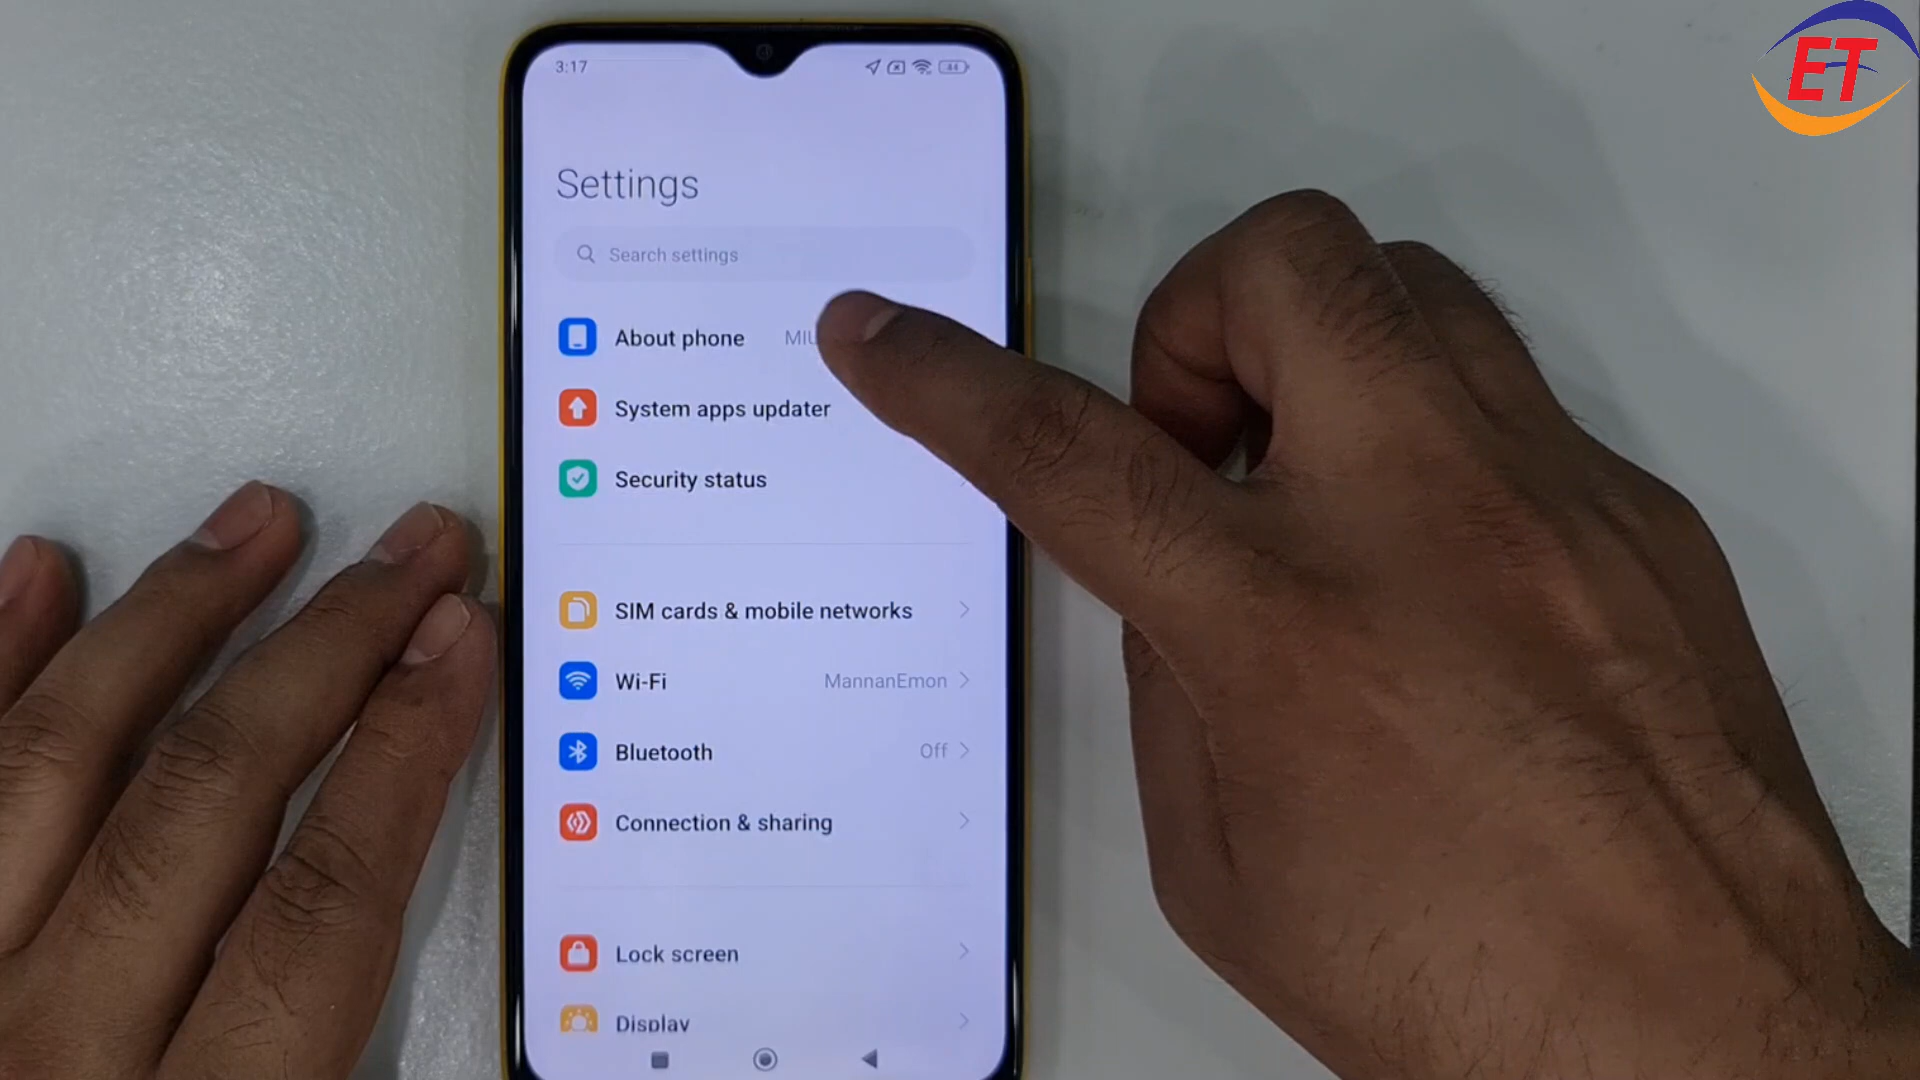 ET
3:17
44
Settings
Search settings
About phone
System apps updater
Security status
SIM cards & mobile networks
Wi-Fi MannanEmon
Bluetooth Off
Connection & sharing
Lock screen
Display